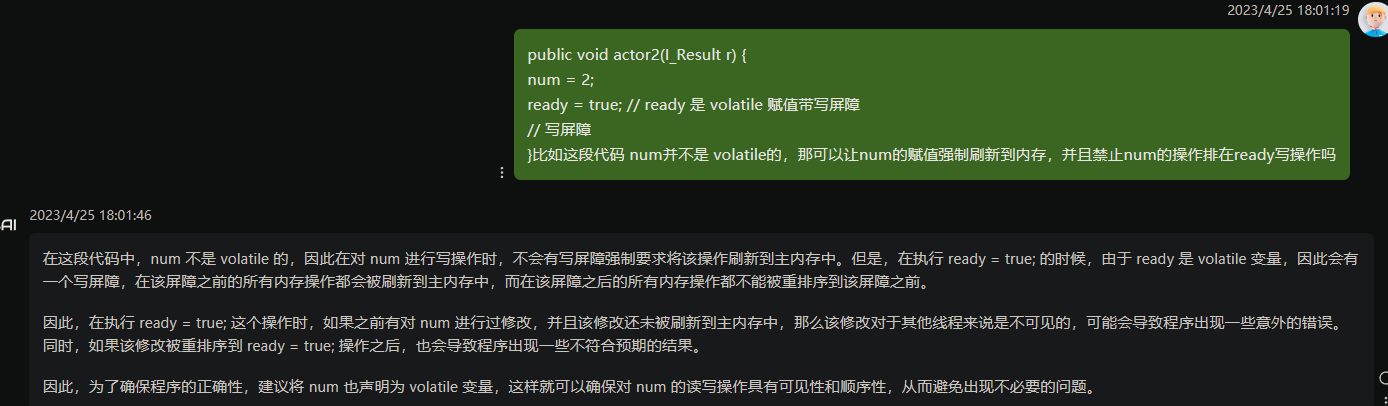 2023/4/25 18:01:19
public void actor2(I_Result r) {
num = 2;
ready = true; // ready 是 volatile 赋值带写屏障
// 写屏障
}比如这段代码 num并不是 volatile的，那可以让num的赋值强制刷新到内存，并且禁止num的操作排在ready写操作吗
AI
2023/4/25 18:01:46
在这段代码中，num 不是 volatile 的，因此在对 num 进行写操作时，不会有写屏障强制要求将该操作刷新到主内存中。但是，在执行 ready = true; 的时候，由于 ready 是 volatile 变量，因此会有
一个写屏障，在该屏障之前的所有内存操作都会被刷新到主内存中，而在该屏障之后的所有内存操作都不能被重排序到该屏障之前。
因此，在执行 ready = true; 这个操作时，如果之前有对 num 进行过修改，并且该修改还未被刷新到主内存中，那么该修改对于其他线程来说是不可见的，可能会导致程序出现一些意外的错误。
同时，如果该修改被重排序到 ready = true; 操作之后，也会导致程序出现一些不符合预期的结果。
因此，为了确保程序的正确性，建议将 num 也声明为 volatile 变量，这样就可以确保对 num 的读写操作具有可见性和顺序性，从而避免出现不必要的问题。